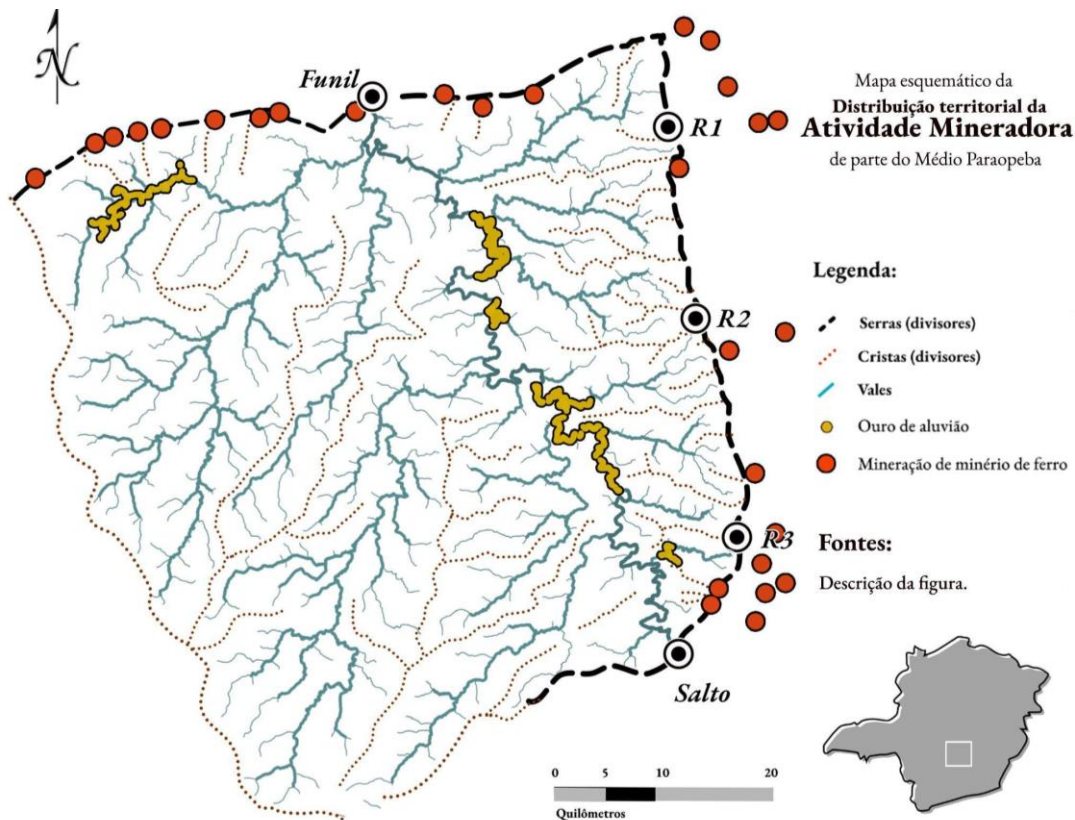 N
Funil
R1
R2
R3
Salto
Mapa esquemático da
Distribuição territorial da
Atividade Mineradora
de parte do Médio Paraopeba
Legenda:
Serras (divisores)
Cristas (divisores)
Vales
Ouro de aluvião
Mineração de minério de ferro
Fontes:
Descrição da figura.
0 5 10 20
Quilômetros